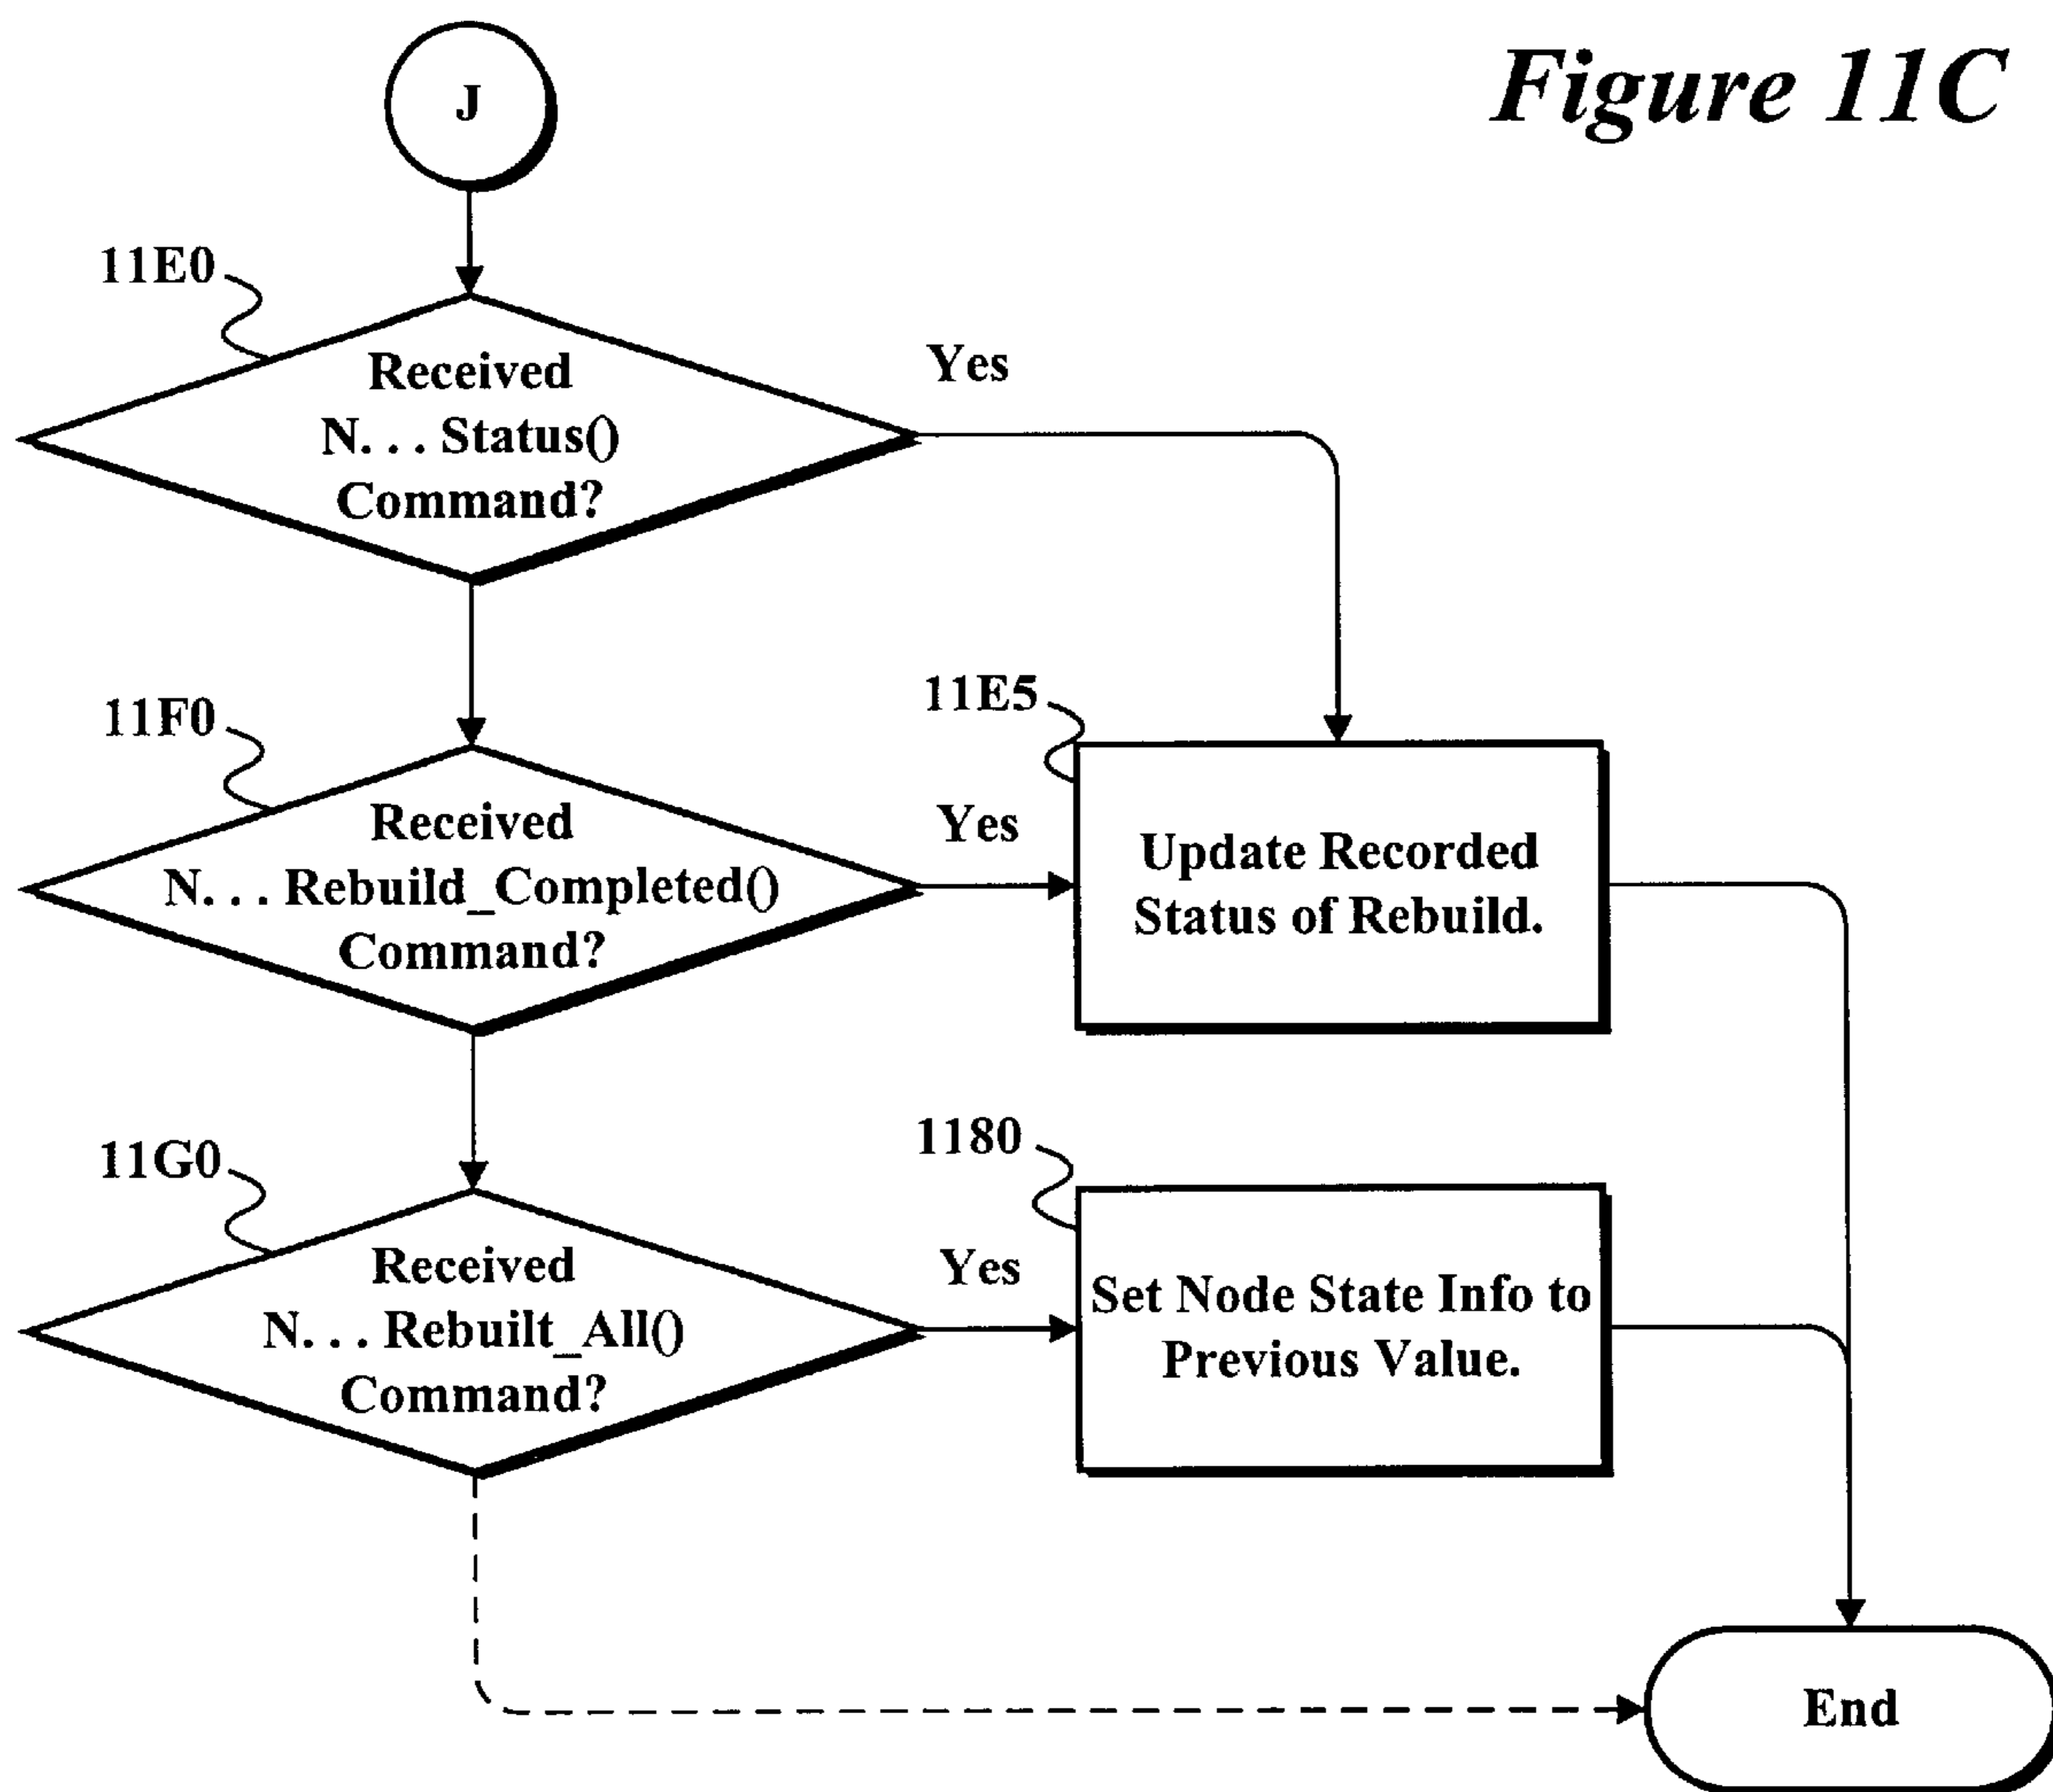 Figure 11C
J
11E0
Received
N. . . Status()
Command?
Yes
11F0
Received
N. . . Rebuild_Completed()
Command?
Yes
11E5
Update Recorded
Status of Rebuild.
11G0
Received
N. . . Rebuilt_All()
Command?
Yes
1180
Set Node State Info to
Previous Value.
End